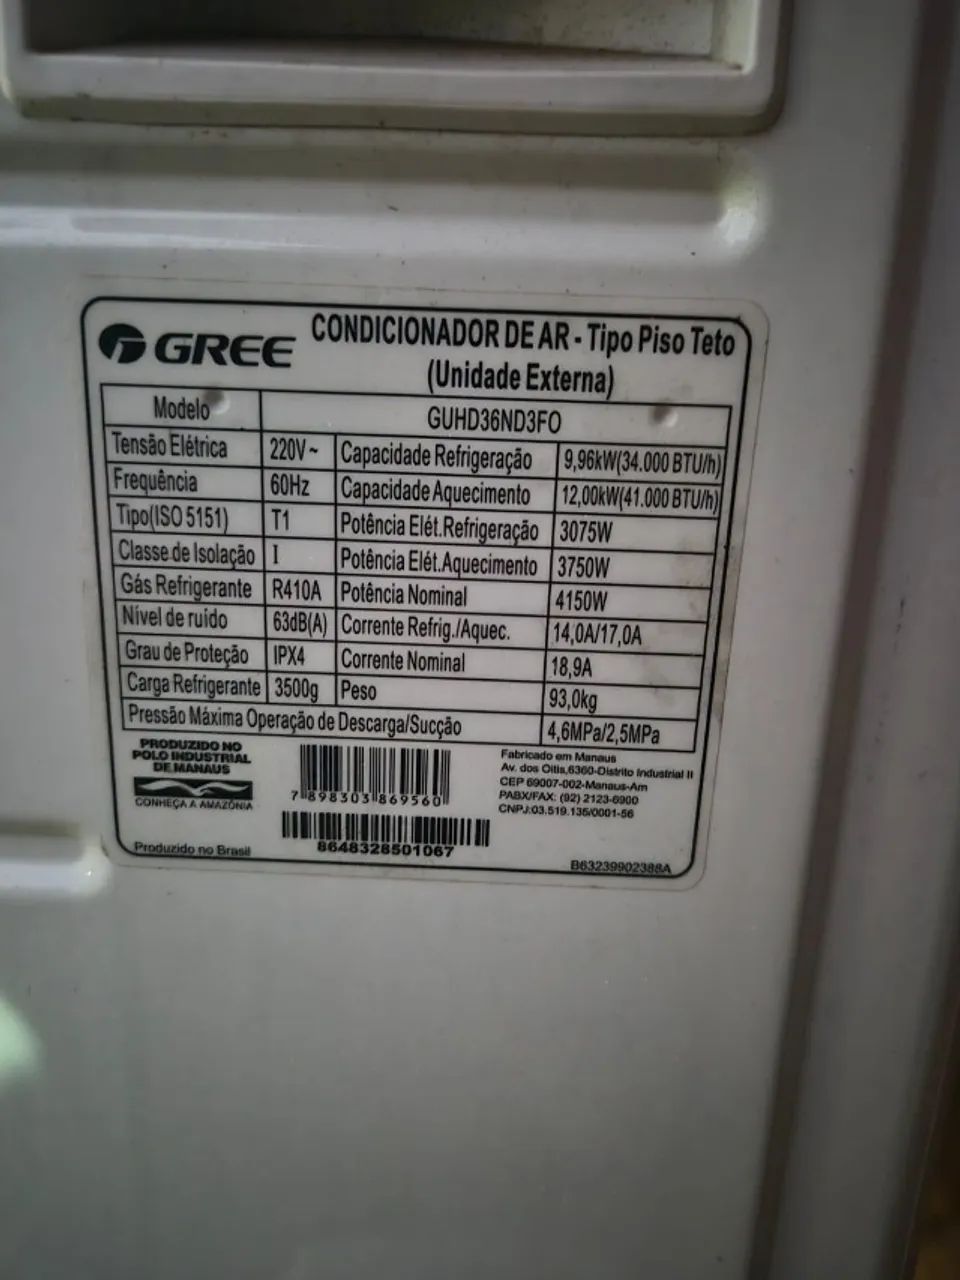 GREE
CONDICIONADOR DE AR - Tipo Piso Teto
(Unidade Externa)
Modelo GUHD36ND3FO
Tensão Elétrica 220V~ Capacidade Refrigeração 9,96kW(34.000 BTU/h)
Frequência 60Hz Capacidade Aquecimento 12,00kW(41.000 BTU/h)
Tipo(ISO 5151) T1 Potência Elét.Refrigeração 3075W
Classe de Isolação I Potência Elét.Aquecimento 3750W
Gás Refrigerante R410A Potência Nominal 4150W
Nível de ruído 63dB(A) Corrente Refrig./Aquec. 14,0A/17,0A
Grau de Proteção IPX4 Corrente Nominal 18,9A
Carga Refrigerante 3500g Peso 93,0kg
Pressão Máxima Operação de Descarga/Sucção 4,6MPa/2,5MPa
PRODUZIDO NO
POLO INDUSTRIAL
DE MANAUS
CONHEÇA A AMAZÔNIA
7 898303 869560
Fabricado em Manaus
Av. dos Oitis,6360-Distrito Industrial II
CEP 69007-002-Manaus-Am
PABX/FAX: (92) 2123-6900
CNPJ:03.519.135/0001-56
8648328501067
Produzido no Brasil
B63239902388A